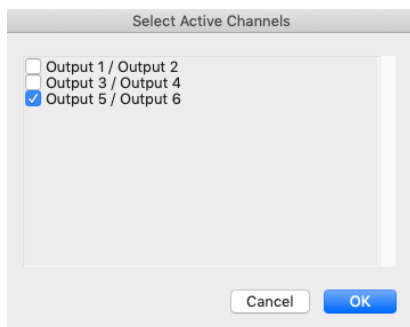 Select Active Channels
Output 1 / Output 2
Output 3 / Output 4
Output 5 / Output 6
Cancel OK